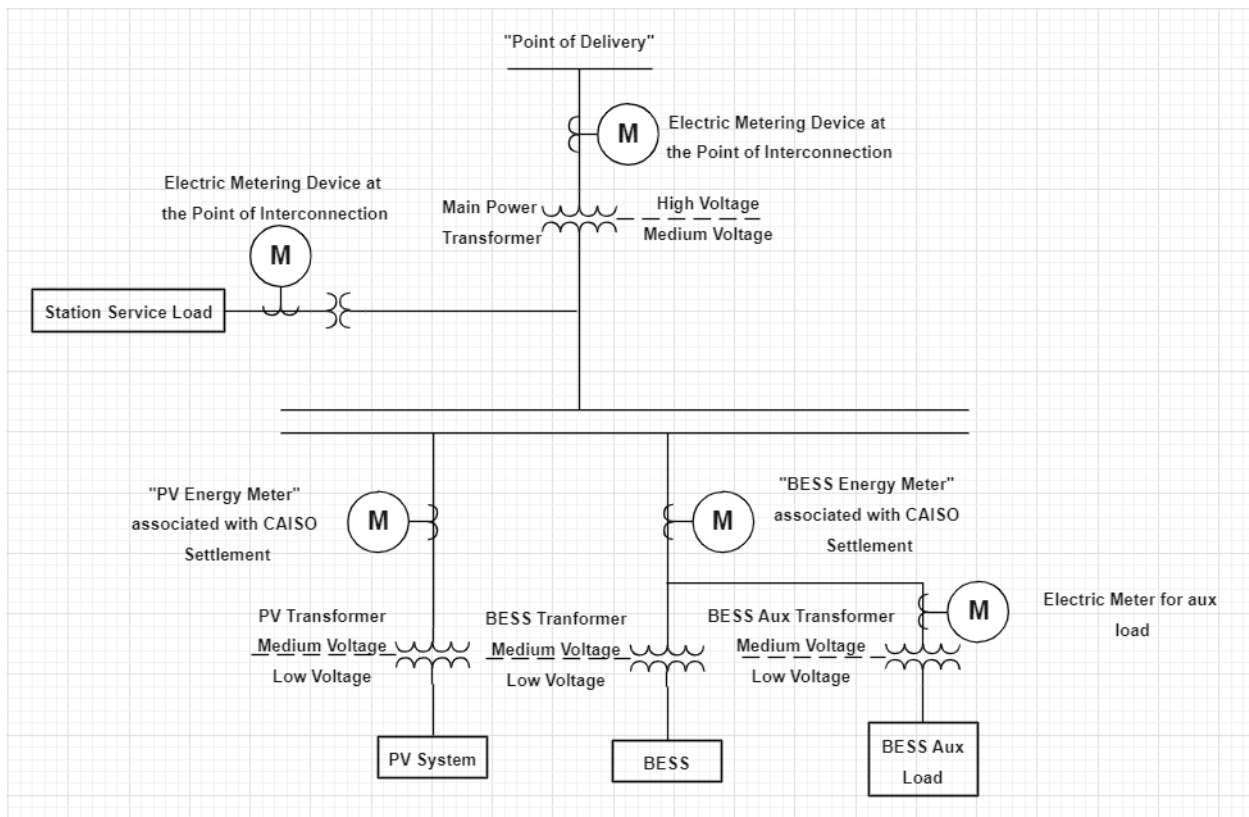 "Point of Delivery"
M
Electric Metering Device at
the Point of Interconnection
Electric Metering Device at
the Point of Interconnection
M
Main Power
Transformer
High Voltage
Medium Voltage
Station Service Load
"PV Energy Meter"
associated with CAISO
Settlement
M
M
"BESS Energy Meter"
associated with CAISO
Settlement
PV Transformer
Medium Voltage
Low Voltage
BESS Tranformer
Medium Voltage
Low Voltage
BESS Aux Transformer
Medium Voltage
Low Voltage
M
Electric Meter for aux
load
PV System
BESS
BESS Aux
Load